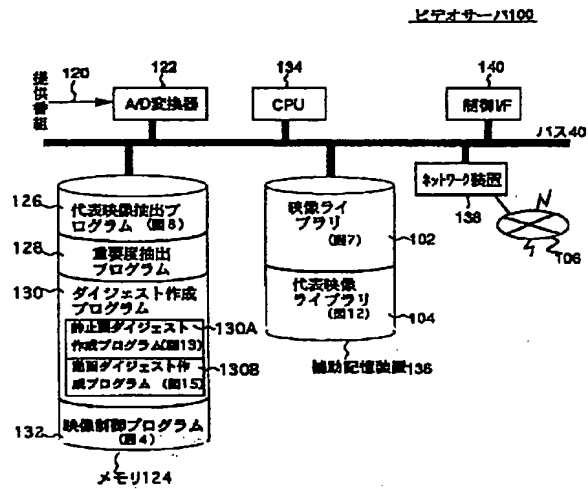 ビデオサーバ100
提供番組
120
122
A/D変換器
134
CPU
140
制御I/F
バス40
ネットワーク装置
138
106
126
代表映像抽出プ
ログラム (図8)
128
重要度抽出
プログラム
130
ダイジェスト作成
プログラム
静止画ダイジェスト
作成プログラム(図13)
130A
動画ダイジェスト作
成プログラム (図15)
130B
132
映像制御プログラム
(図4)
メモリ124
映像ライ
ブラリ
(図7)
102
代表映像
ライブラリ
(図12)
104
補助記憶装置136